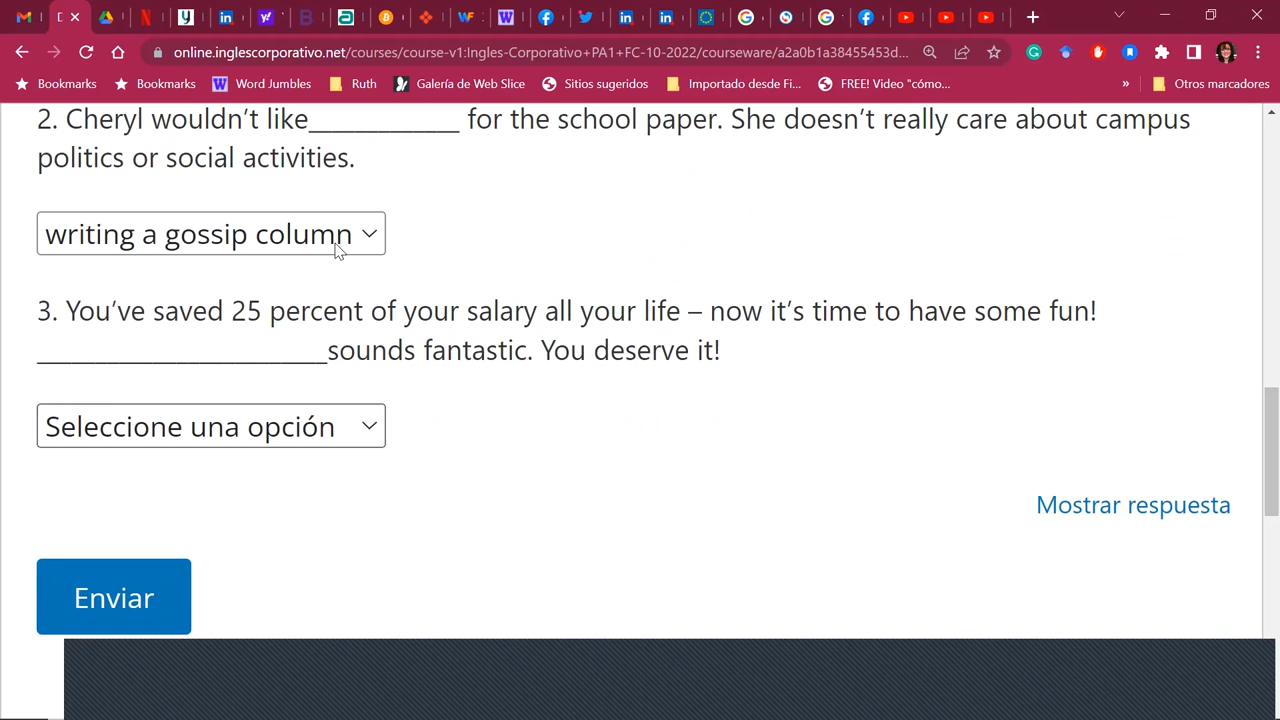 online.inglescorporativo.net/courses/course-v1:Ingles-Corporativo+PA1+FC-10-2022/courseware/a2a0b1a38455453d...
Bookmarks Bookmarks Word Jumbles Ruth Galería de Web Slice Sitios sugeridos Importado desde Fi... FREE! Video "cómo... » Otros marcadores
2. Cheryl wouldn’t like_____________ for the school paper. She doesn’t really care about campus
politics or social activities.
writing a gossip column
3. You’ve saved 25 percent of your salary all your life – now it’s time to have some fun!
_________________________sounds fantastic. You deserve it!
Seleccione una opción
Mostrar respuesta
Enviar